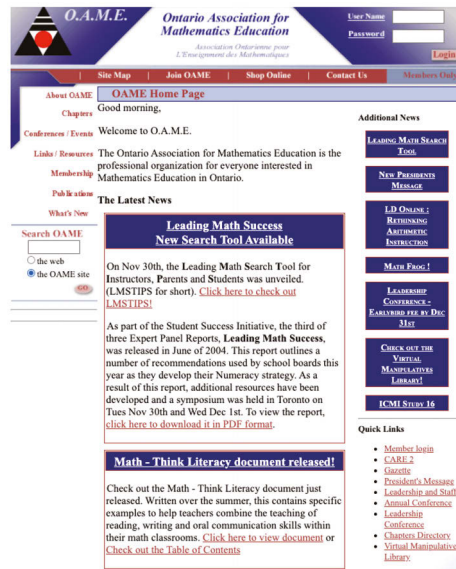 O.A.M.E.
Ontario Association for
Mathematics Education
Association Ontarienne pour
L'Enseignment des Mathematiques
User Name
Password
Login
| Site Map | Join OAME | Shop Online | Contact Us | Members Only
About OAME
Chapters
Conferences / Events
Links / Resources
Membership
Publications
What's New
Search OAME
the web
the OAME site
GO
OAME Home Page
Good morning,
Welcome to O.A.M.E.
The Ontario Association for Mathematics Education is the
professional organization for everyone interested in
Mathematics Education in Ontario.
The Latest News
Leading Math Success
New Search Tool Available
On Nov 30th, the Leading Math Search Tool for
Instructors, Parents and Students was unveiled.
(LMSTIPS for short). Click here to check out
LMSTIPS!
As part of the Student Success Initiative, the third of
three Expert Panel Reports, Leading Math Success,
was released in June of 2004. This report outlines a
number of recommendations used by school boards this
year as they develop their Numeracy strategy. As a
result of this report, additional resources have been
developed and a symposium was held in Toronto on
Tues Nov 30th and Wed Dec 1st. To view the report,
click here to download it in PDF format.
Math - Think Literacy document released!
Check out the Math - Think Literacy document just
released. Written over the summer, this contains specific
examples to help teachers combine the teaching of
reading, writing and oral communication skills within
their math classrooms. Click here to view document or
Check out the Table of Contents
Additional News
Leading Math Search
Tool
New Presidents
Message
LD Online :
Rethinking
Arithmetic
Instruction
Math Frog !
Leadership
Conference -
Earlybird fee by Dec
31st
Check out the
Virtual
Manipulatives
Library!
ICMI Study 16
Quick Links
Member login
CARE 2
Gazette
President's Message
Leadership and Staff
Annual Conference
Leadership
Conference
Chapters Directory
Virtual Manipulative
Library